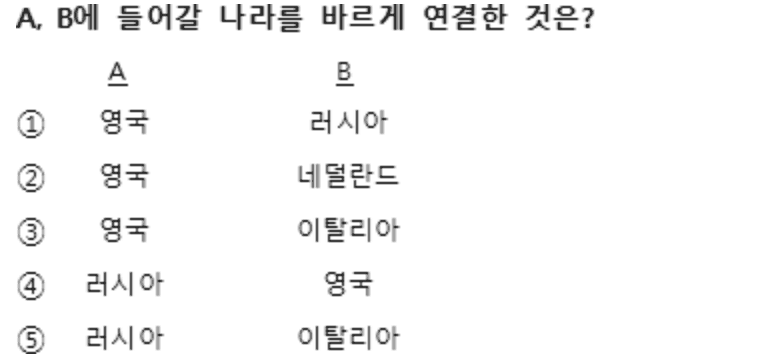 A, B에 들어갈 나라를 바르게 연결한 것은?
A B
① 영국 러시아
② 영국 네덜란드
③ 영국 이탈리아
④ 러시아 영국
⑤ 러시아 이탈리아